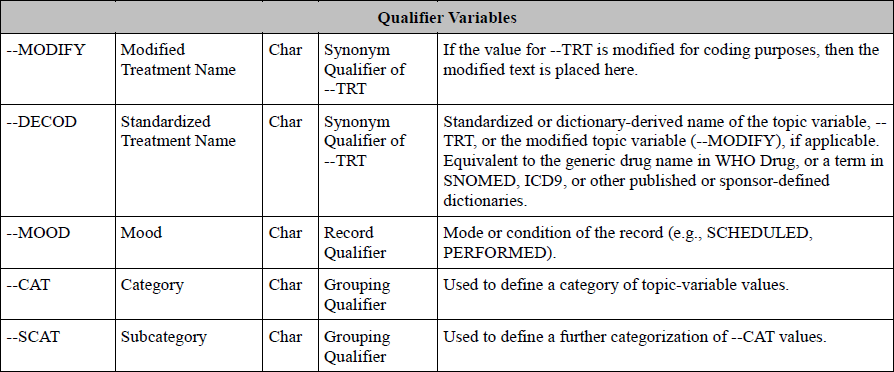 Qualifier Variables
--MODIFY Modified Treatment Name Char Synonym Qualifier of --TRT If the value for --TRT is modified for coding purposes, then the
modified text is placed here.
--DECOD Standardized Treatment Name Char Synonym Qualifier of --TRT Standardized or dictionary-derived name of the topic variable, --
TRT, or the modified topic variable (--MODIFY), if applicable.
Equivalent to the generic drug name in WHO Drug, or a term in
SNOMED, ICD9, or other published or sponsor-defined
dictionaries.
--MOOD Mood Char Record Qualifier Mode or condition of the record (e.g., SCHEDULED,
PERFORMED).
--CAT Category Char Grouping Qualifier Used to define a category of topic-variable values.
--SCAT Subcategory Char Grouping Qualifier Used to define a further categorization of --CAT values.